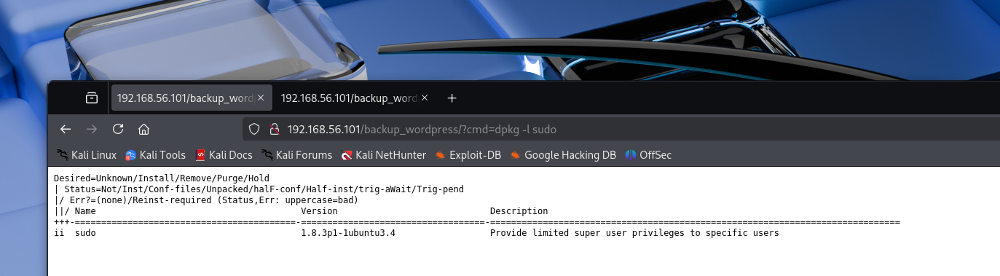 192.168.56.101/backup_word 192.168.56.101/backup_word
192.168.56.101/backup_wordpress/?cmd=dpkg -l sudo
Kali Linux Kali Tools Kali Docs Kali Forums Kali NetHunter Exploit-DB Google Hacking DB OffSec
Desired=Unknown/Install/Remove/Purge/Hold
| Status=Not/Inst/Conf-files/Unpacked/halF-conf/Half-inst/trig-aWait/Trig-pend
|/ Err?=(none)/Reinst-required (Status,Err: uppercase=bad)
||/ Name Version Description
+++-==========================================-===================================-==============================================================================
ii sudo 1.8.3p1-1ubuntu3.4 Provide limited super user privileges to specific users